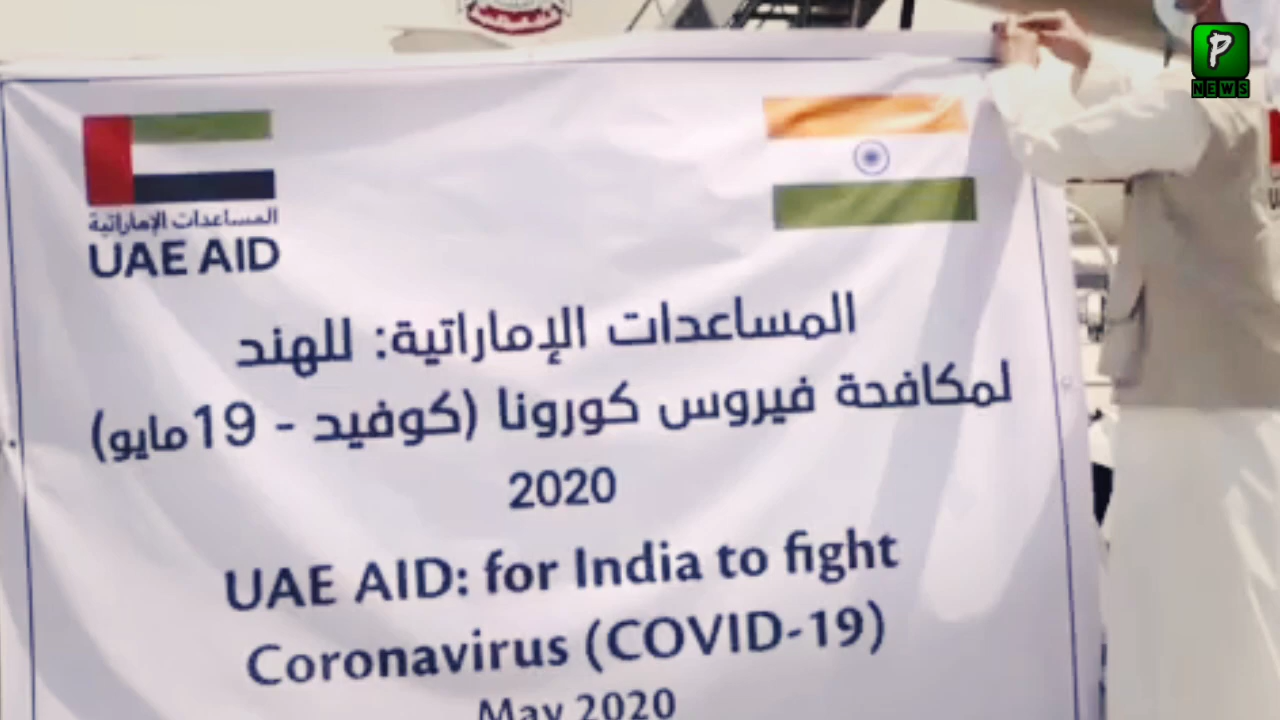 P
NEWS
المساعدات الإماراتية
UAE AID
المساعدات الإماراتية: للهند
لمكافحة فيروس كورونا (كوفيد - 19مايو)
2020
UAE AID: for India to fight
Coronavirus (COVID-19)
May 2020